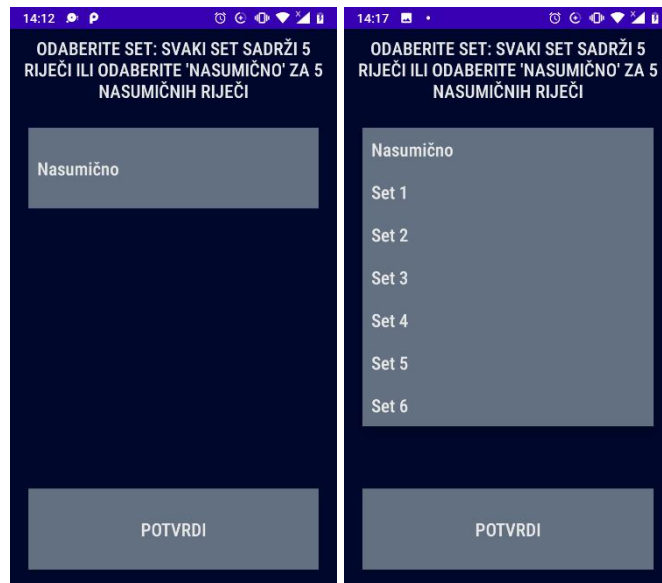 14:12
ODABERITE SET: SVAKI SET SADRŽI 5
RIJEČI ILI ODABERITE 'NASUMIČNO' ZA 5
NASUMIČNIH RIJEČI
Nasumično
POTVRDI
14:17
ODABERITE SET: SVAKI SET SADRŽI 5
RIJEČI ILI ODABERITE 'NASUMIČNO' ZA 5
NASUMIČNIH RIJEČI
Nasumično
Set 1
Set 2
Set 3
Set 4
Set 5
Set 6
POTVRDI